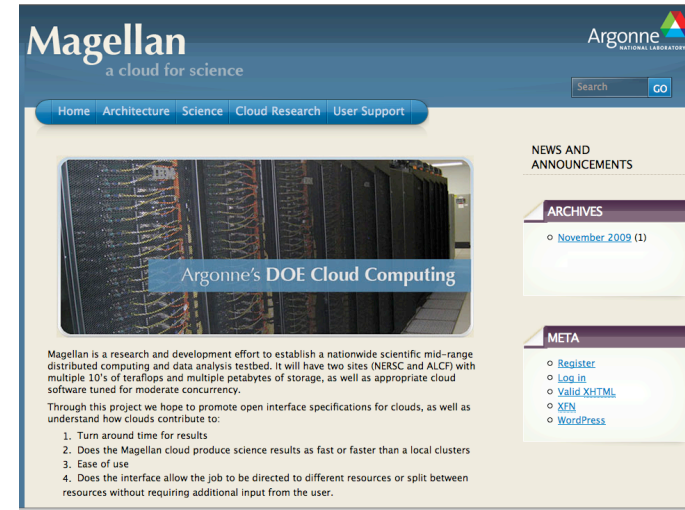 Magellan
a cloud for science
Argonne
NATIONAL LABORATORY
Search GO
Home Architecture Science Cloud Research User Support
Argonne's DOE Cloud Computing
Magellan is a research and development effort to establish a nationwide scientific mid-range
distributed computing and data analysis testbed. It will have two sites (NERSC and ALCF) with
multiple 10's of teraflops and multiple petabytes of storage, as well as appropriate cloud
software tuned for moderate concurrency.
Through this project we hope to promote open interface specifications for clouds, as well as
understand how clouds contribute to:
1. Turn around time for results
2. Does the Magellan cloud produce science results as fast or faster than a local clusters
3. Ease of use
4. Does the interface allow the job to be directed to different resources or split between
resources without requiring additional input from the user.
NEWS AND
ANNOUNCEMENTS
ARCHIVES
November 2009 (1)
META
Register
Log in
Valid XHTML
XFN
WordPress